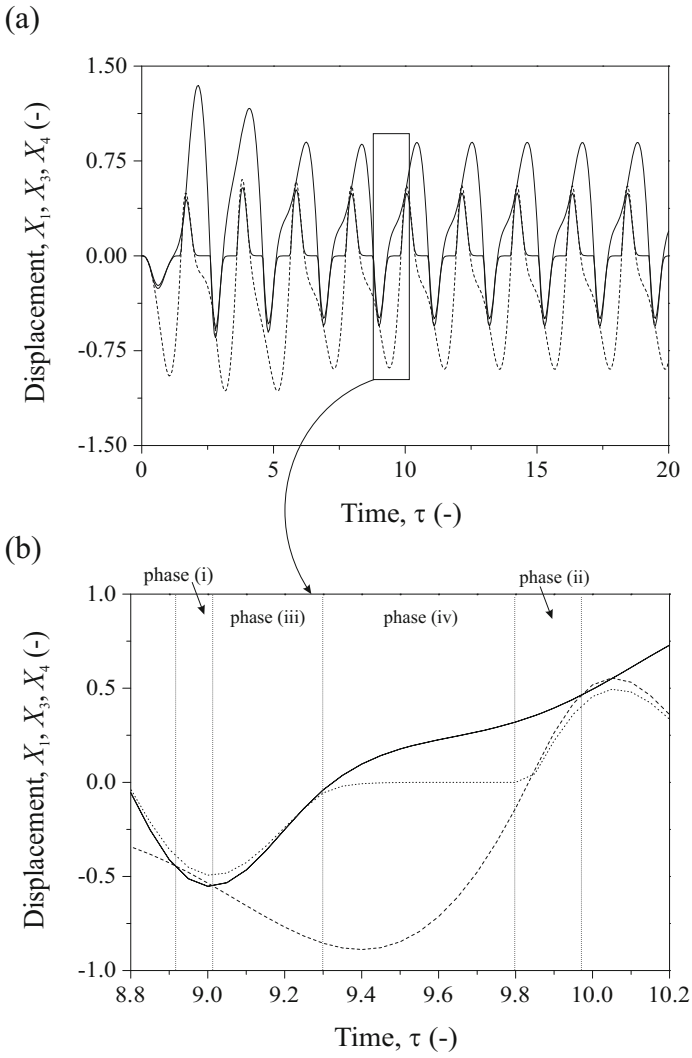 (a)
1.50
0.75
0.00
-0.75
-1.50
Displacement, X₁, X₃, X₄ (-)
0 5 10 15 20
Time, τ (-)
(b)
phase (i)
phase (ii)
phase (iii)
phase (iv)
1.0
0.5
0.0
-0.5
-1.0
Displacement, X₁, X₃, X₄ (-)
8.8 9.0 9.2 9.4 9.6 9.8 10.0 10.2
Time, τ (-)